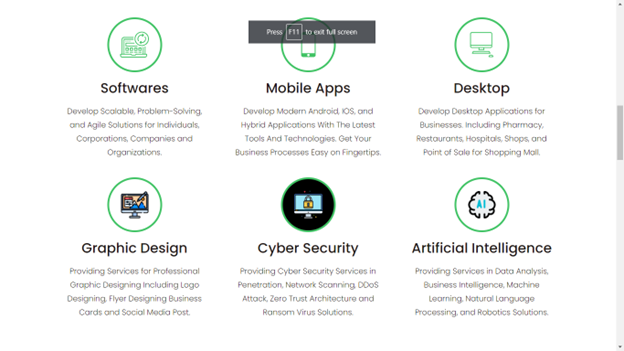 Press F11 to exit full screen
Softwares
Develop Scalable, Problem-Solving,
and Agile Solutions for Individuals,
Corporations, Companies and
Organizations.
Mobile Apps
Develop Modern Android, iOS, and
Hybrid Applications With The Latest
Tools And Technologies. Get Your
Business Processes Easy on Fingertips.
Desktop
Develop Desktop Applications for
Businesses. Including Pharmacy,
Restaurants, Hospitals, Shops, and
Point of Sale for Shopping Mall.
Graphic Design
Providing Services for Professional
Graphic Designing Including Logo
Designing, Flyer Designing Business
Cards and Social Media Post.
Cyber Security
Providing Cyber Security Services in
Penetration, Network Scanning, DDoS
Attack, Zero Trust Architecture and
Ransom Virus Solutions.
AI
Artificial Intelligence
Providing Services in Data Analysis,
Business Intelligence, Machine
Learning, Natural Language
Processing, and Robotics Solutions.